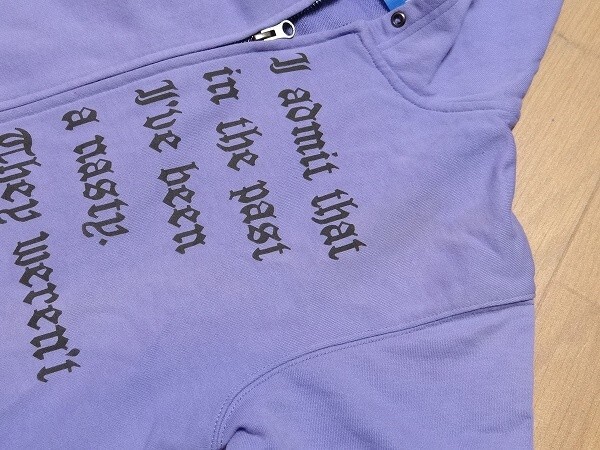 I admit that
in the past
I've been
a nasty.
They weren't